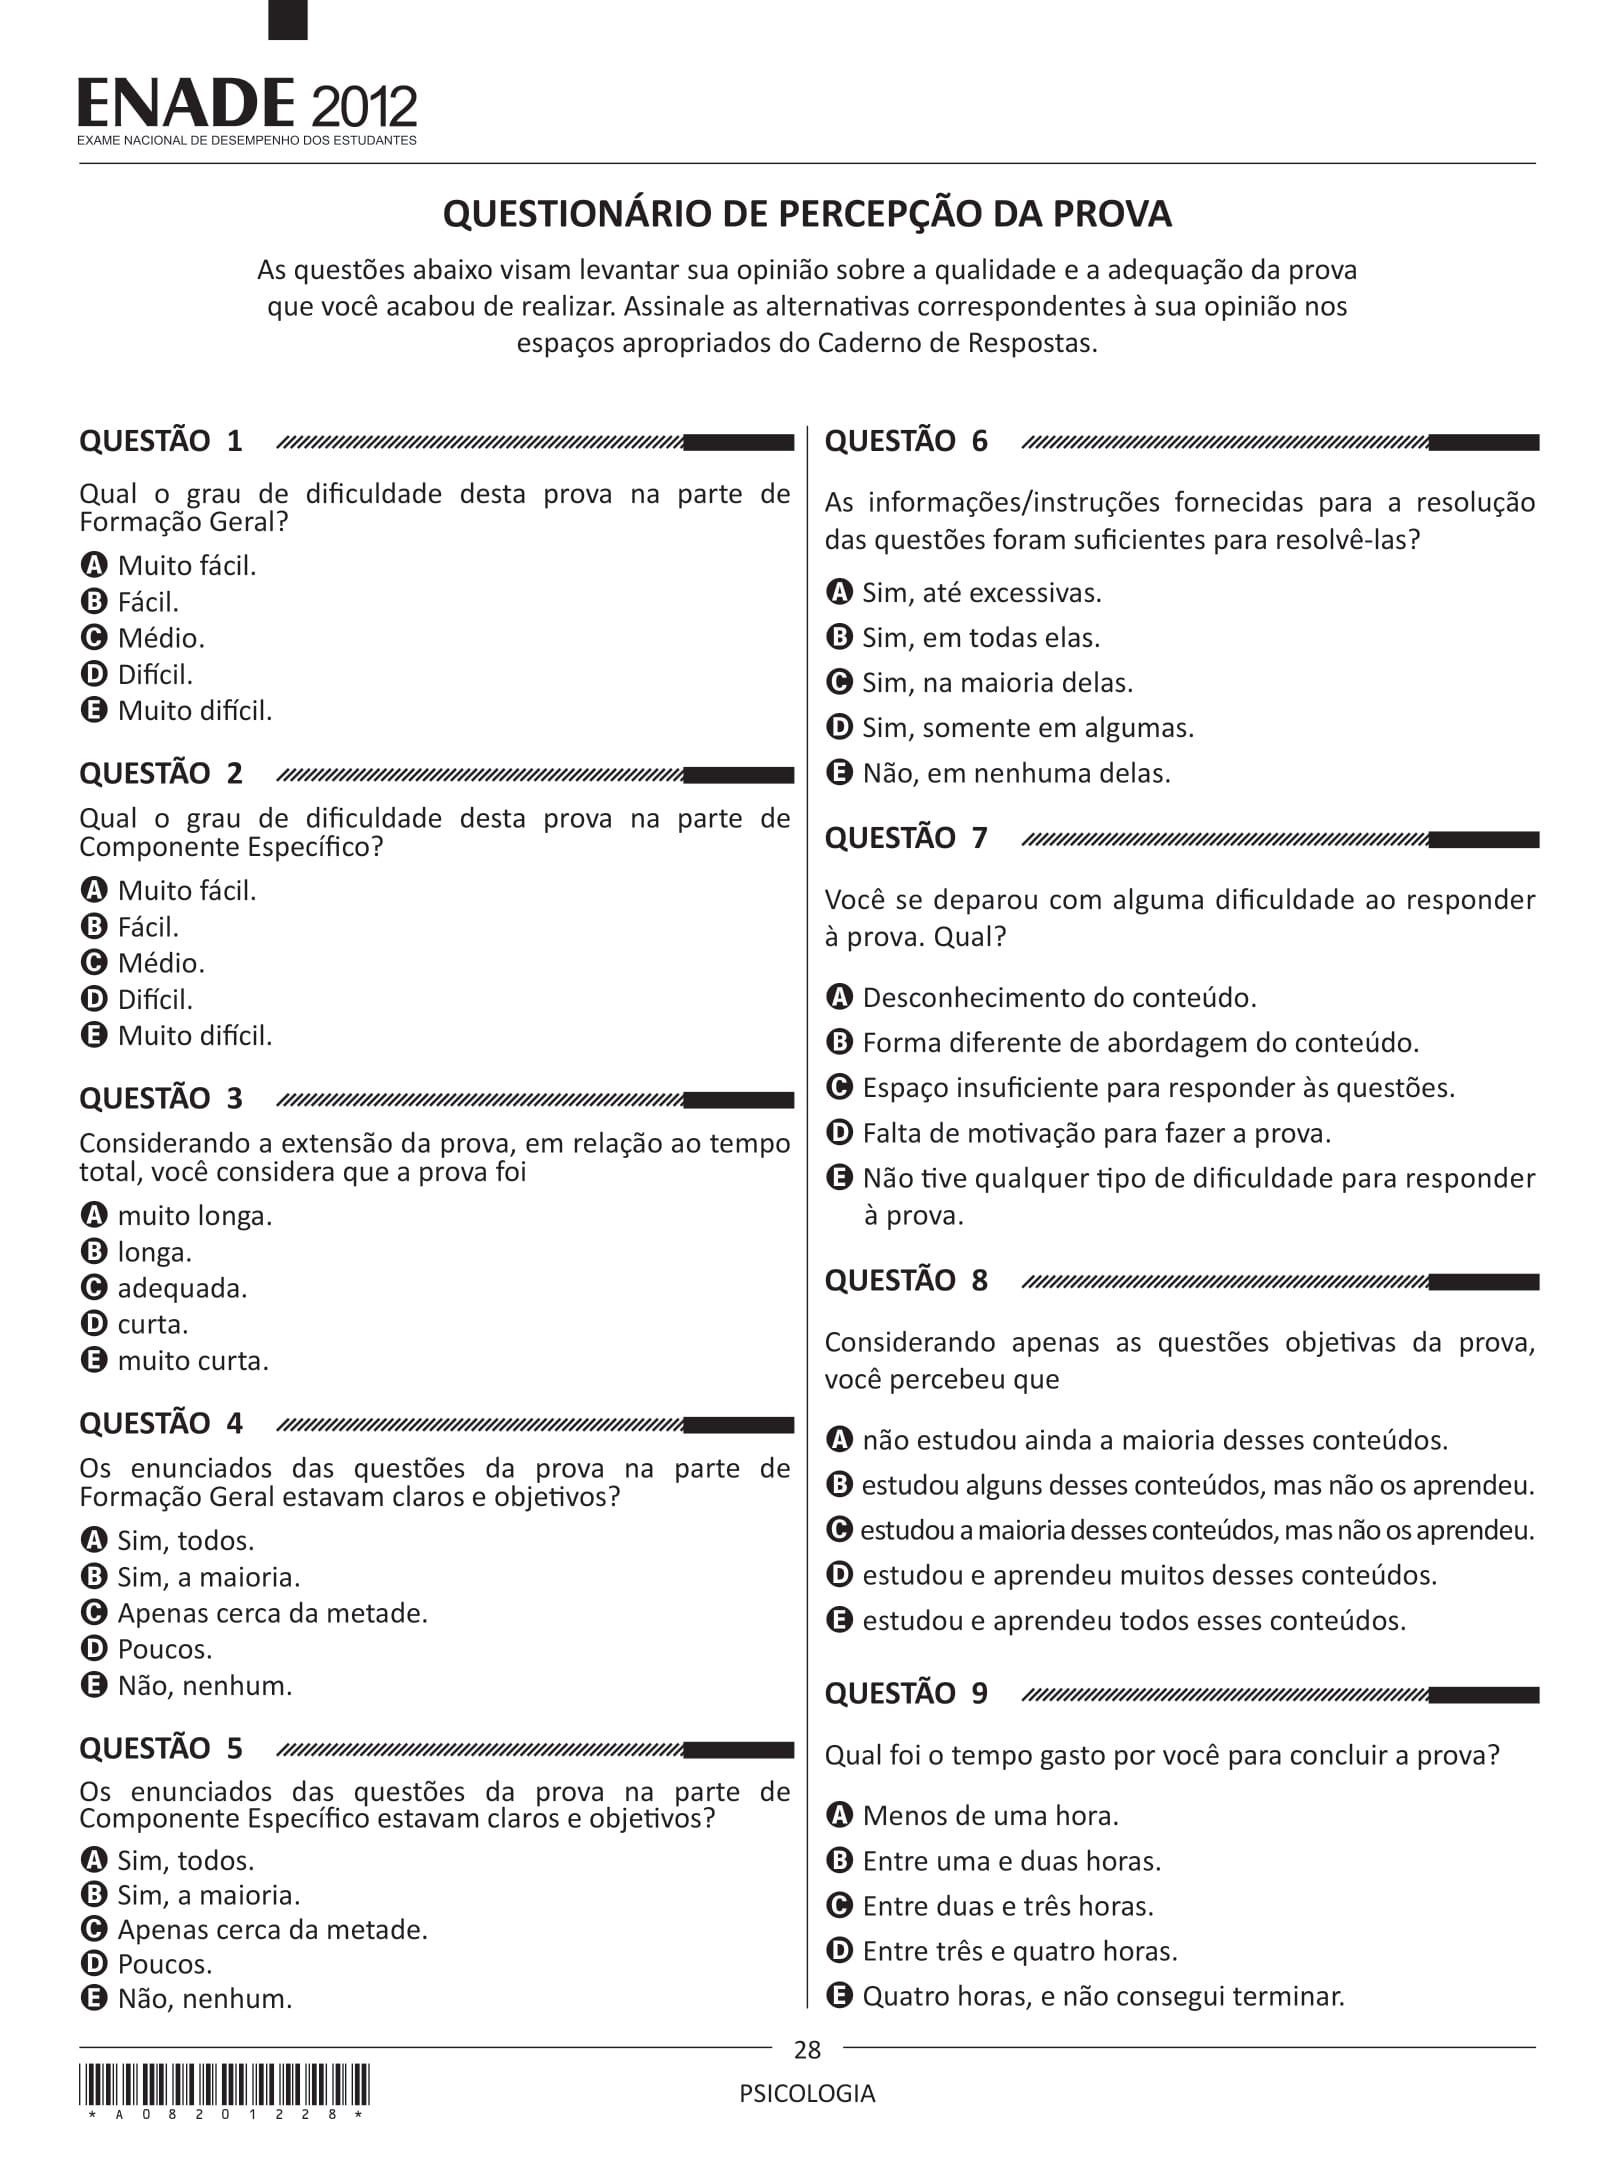 ENADE 2012
EXAME NACIONAL DE DESEMPENHO DOS ESTUDANTES
QUESTIONÁRIO DE PERCEPÇÃO DA PROVA
As questões abaixo visam levantar sua opinião sobre a qualidade e a adequação da prova
que você acabou de realizar. Assinale as alternativas correspondentes à sua opinião nos
espaços apropriados do Caderno de Respostas.
QUESTÃO 1
Qual o grau de dificuldade desta prova na parte de
Formação Geral?
A Muito fácil.
B Fácil.
C Médio.
D Difícil.
E Muito difícil.
QUESTÃO 2
Qual o grau de dificuldade desta prova na parte de
Componente Específico?
A Muito fácil.
B Fácil.
C Médio.
D Difícil.
E Muito difícil.
QUESTÃO 3
Considerando a extensão da prova, em relação ao tempo
total, você considera que a prova foi
A muito longa.
B longa.
C adequada.
D curta.
E muito curta.
QUESTÃO 4
Os enunciados das questões da prova na parte de
Formação Geral estavam claros e objetivos?
A Sim, todos.
B Sim, a maioria.
C Apenas cerca da metade.
D Poucos.
E Não, nenhum.
QUESTÃO 5
Os enunciados das questões da prova na parte de
Componente Específico estavam claros e objetivos?
A Sim, todos.
B Sim, a maioria.
C Apenas cerca da metade.
D Poucos.
E Não, nenhum.
QUESTÃO 6
As informações/instruções fornecidas para a resolução
das questões foram suficientes para resolvê-las?
A Sim, até excessivas.
B Sim, em todas elas.
C Sim, na maioria delas.
D Sim, somente em algumas.
E Não, em nenhuma delas.
QUESTÃO 7
Você se deparou com alguma dificuldade ao responder
à prova. Qual?
A Desconhecimento do conteúdo.
B Forma diferente de abordagem do conteúdo.
C Espaço insuficiente para responder às questões.
D Falta de motivação para fazer a prova.
E Não tive qualquer tipo de dificuldade para responder
à prova.
QUESTÃO 8
Considerando apenas as questões objetivas da prova,
você percebeu que
A não estudou ainda a maioria desses conteúdos.
B estudou alguns desses conteúdos, mas não os aprendeu.
C estudou a maioria desses conteúdos, mas não os aprendeu.
D estudou e aprendeu muitos desses conteúdos.
E estudou e aprendeu todos esses conteúdos.
QUESTÃO 9
Qual foi o tempo gasto por você para concluir a prova?
A Menos de uma hora.
B Entre uma e duas horas.
C Entre duas e três horas.
D Entre três e quatro horas.
E Quatro horas, e não consegui terminar.
28
PSICOLOGIA
*A08201228*